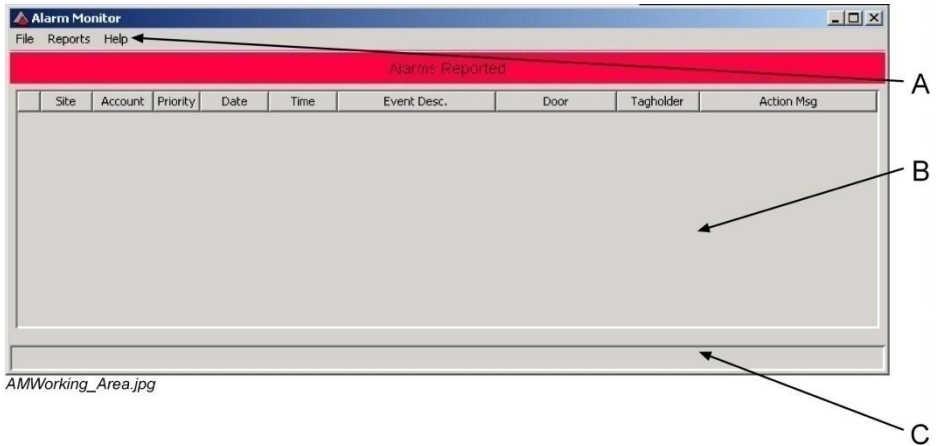 Alarm Monitor
File Reports Help
Alarms Reported
A
Site Account Priority Date Time Event Desc. Door Tagholder Action Msg
B
AMWorking_Area.jpg
C